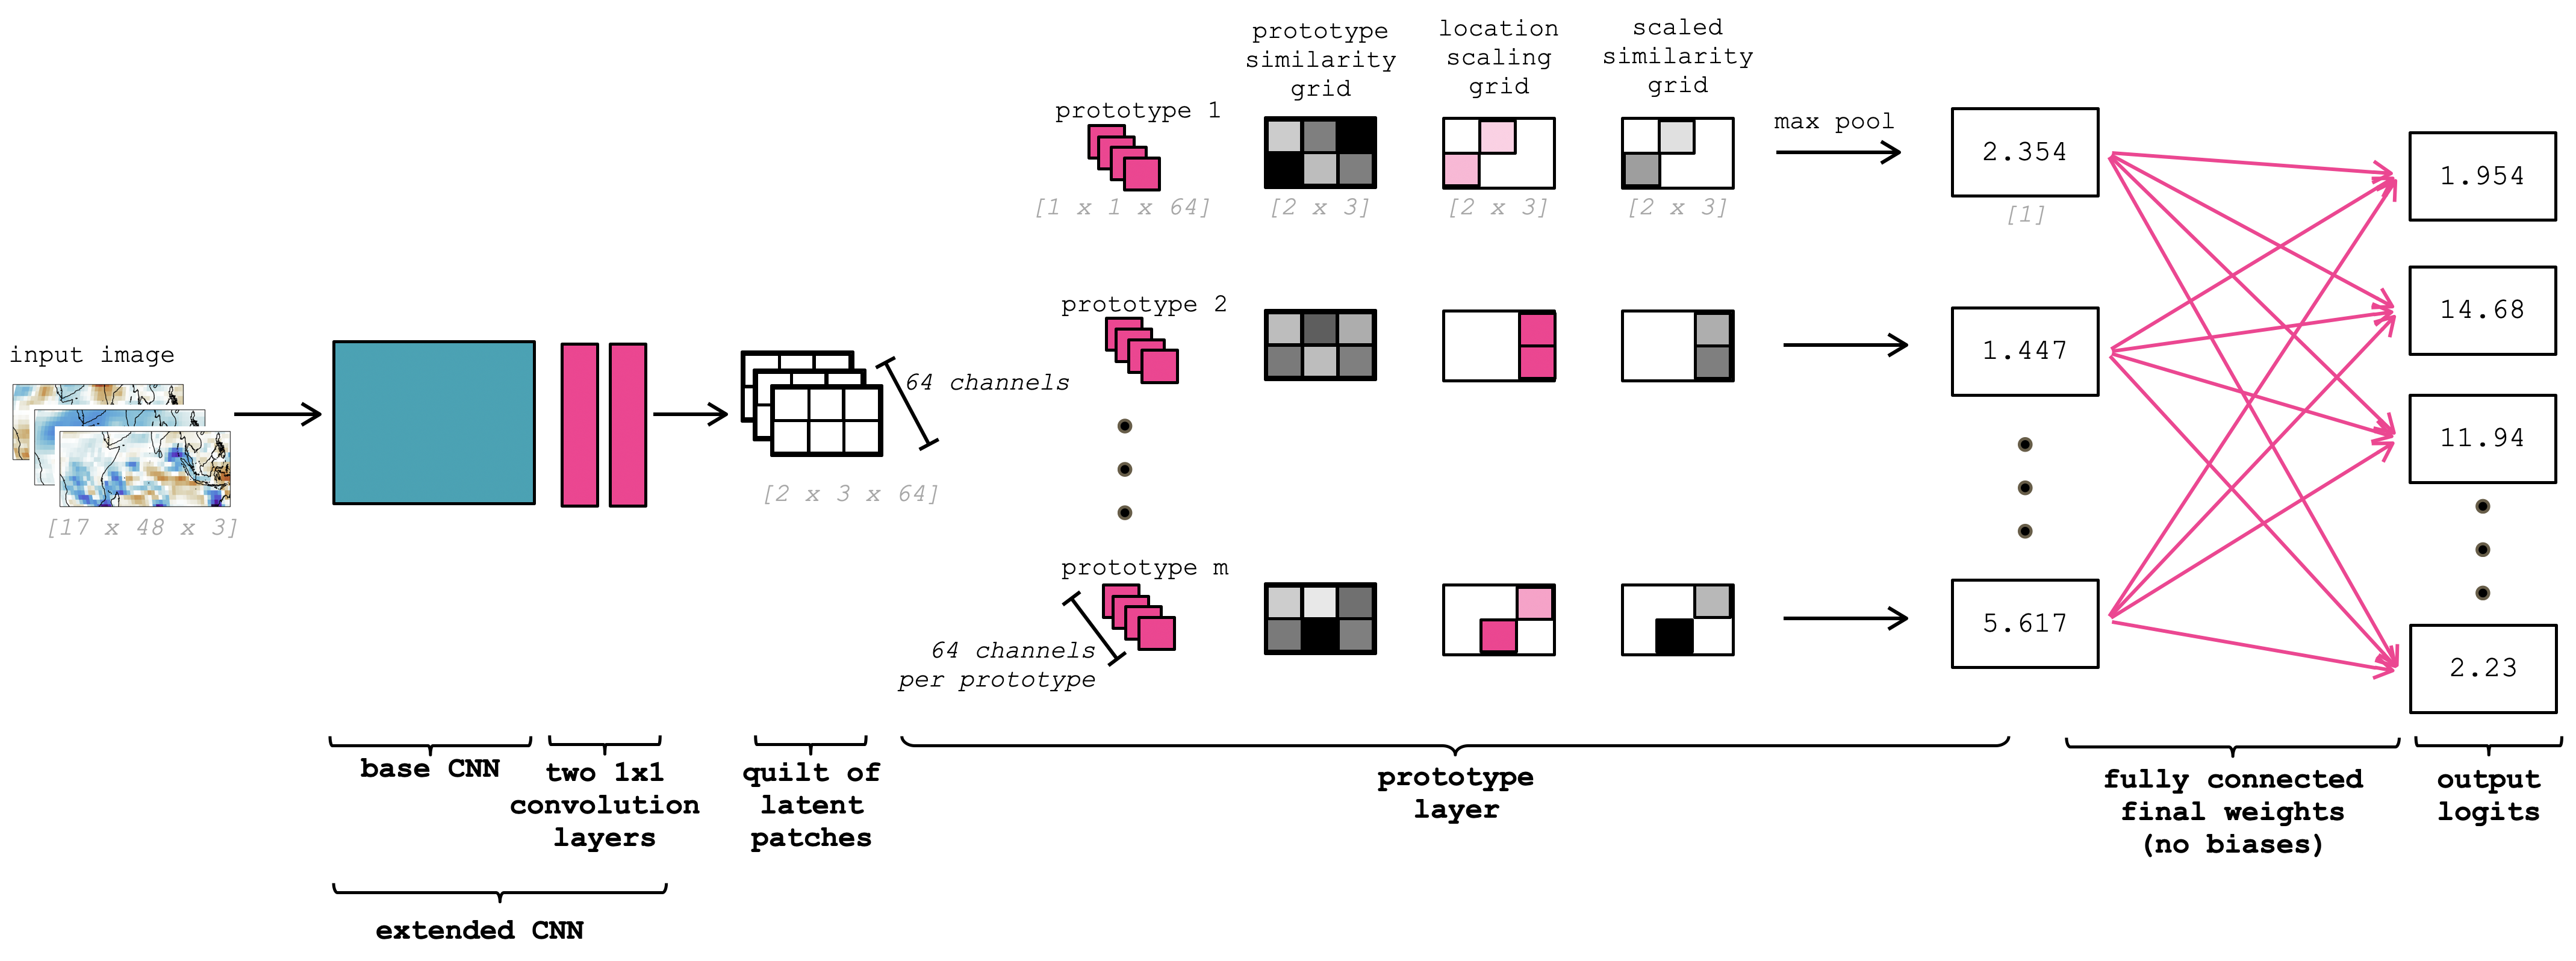 input image
[17 x 48 x 3]
64 channels
[2 x 3 x 64]
prototype 1
[1 x 1 x 64]
prototype
similarity
grid
[2 x 3]
location
scaling
grid
[2 x 3]
scaled
similarity
grid
[2 x 3]
max pool
2.354
[1]
prototype 2
1.447
prototype m
64 channels
per prototype
5.617
1.954
14.68
11.94
2.23
base CNN
two 1x1
convolution
layers
extended CNN
quilt of
latent
patches
prototype
layer
fully connected
final weights
(no biases)
output
logits